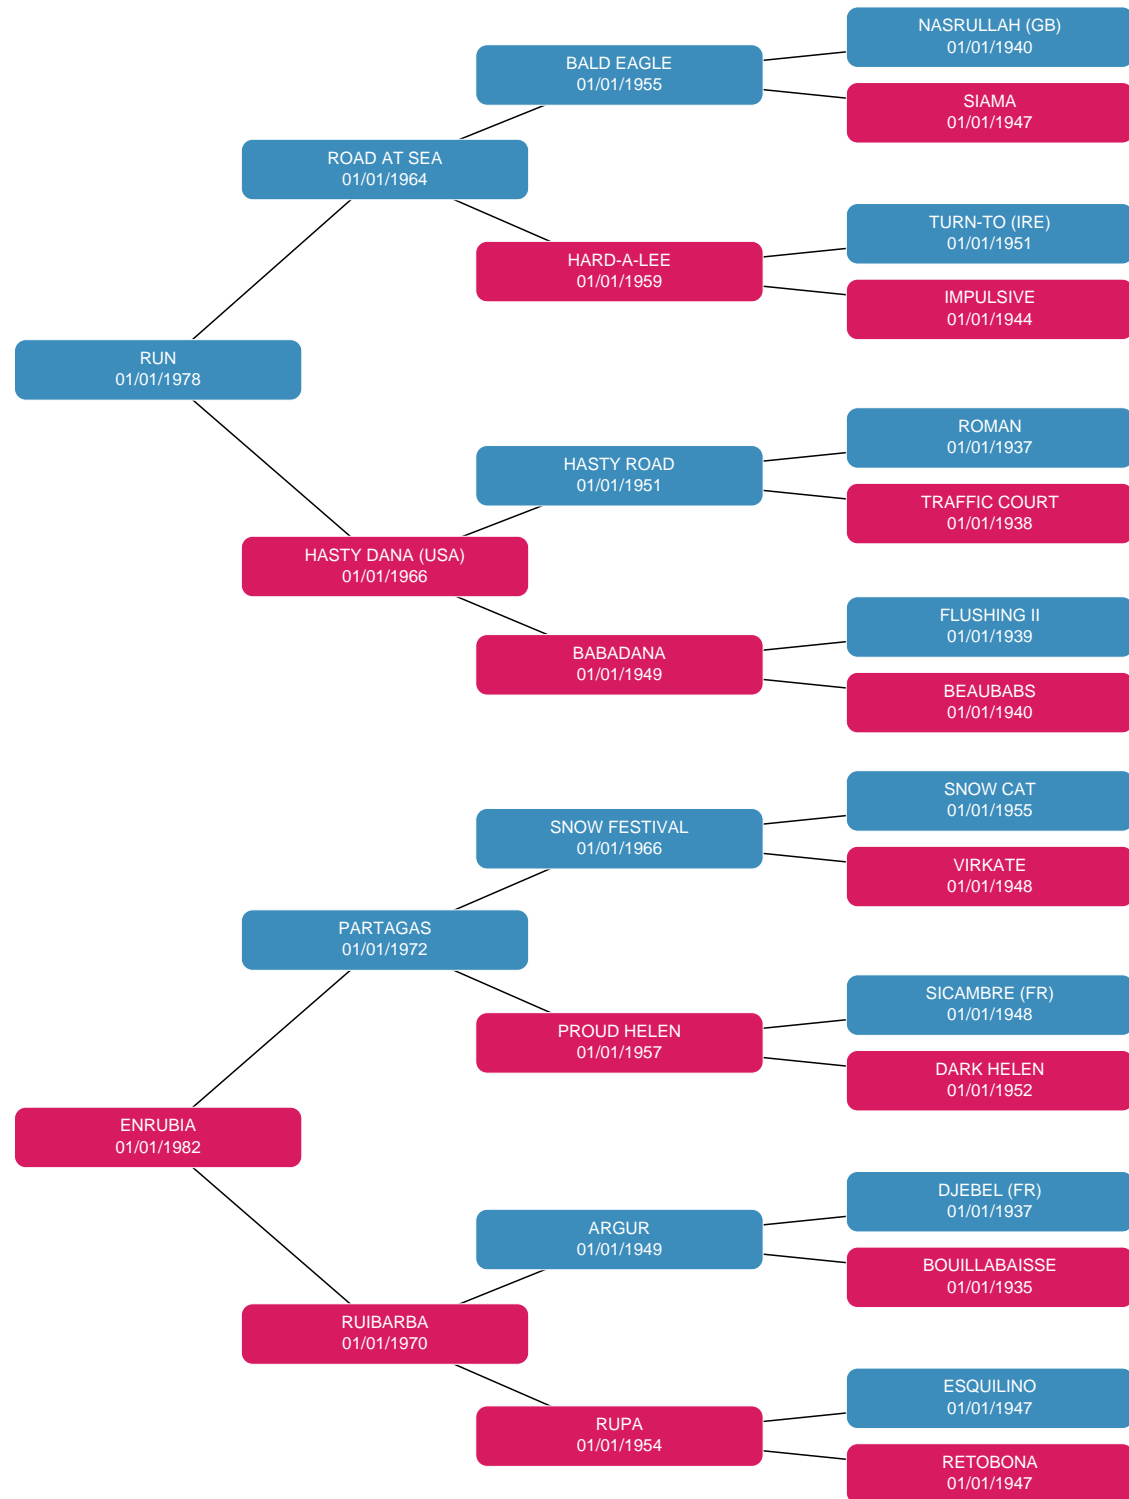 NASRULLAH (GB)
01/01/1940
BALD EAGLE
01/01/1955
SIAMA
01/01/1947
ROAD AT SEA
01/01/1964
TURN-TO (IRE)
01/01/1951
HARD-A-LEE
01/01/1959
IMPULSIVE
01/01/1944
RUN
01/01/1978
ROMAN
01/01/1937
HASTY ROAD
01/01/1951
TRAFFIC COURT
01/01/1938
HASTY DANA (USA)
01/01/1966
FLUSHING II
01/01/1939
BABADANA
01/01/1949
BEAUBABS
01/01/1940
SNOW CAT
01/01/1955
SNOW FESTIVAL
01/01/1966
VIRKATE
01/01/1948
PARTAGAS
01/01/1972
SICAMBRE (FR)
01/01/1948
PROUD HELEN
01/01/1957
DARK HELEN
01/01/1952
ENRUBIA
01/01/1982
DJEBEL (FR)
01/01/1937
ARGUR
01/01/1949
BOUILLABAISSE
01/01/1935
RUIBARBA
01/01/1970
ESQUILINO
01/01/1947
RUPA
01/01/1954
RETOBONA
01/01/1947